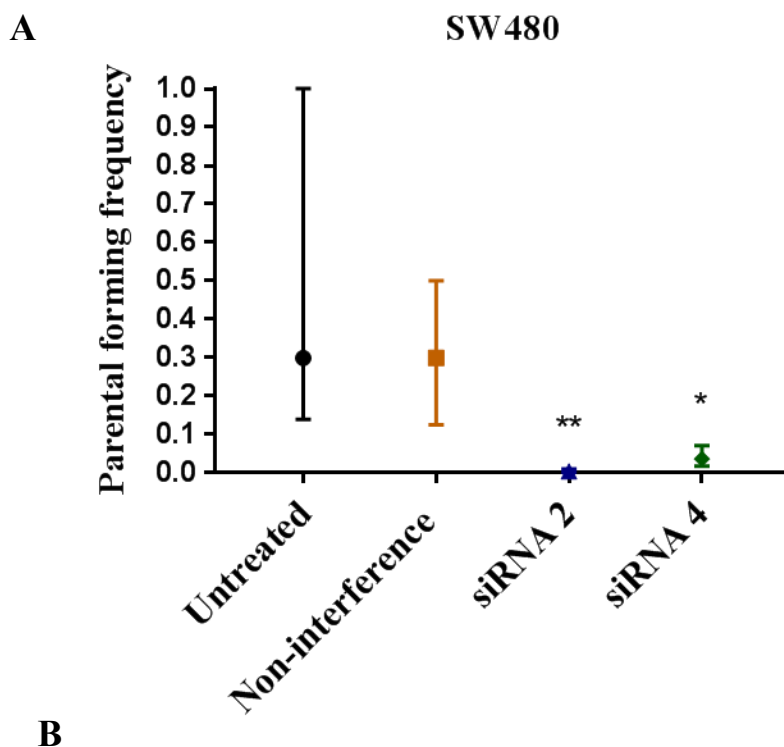 A
SW480
Parental forming frequency
1.0
0.9
0.8
0.7
0.6
0.5
0.4
0.3
0.2
0.1
0.0
**
*
Untreated
Non-interference
siRNA 2
siRNA 4
B